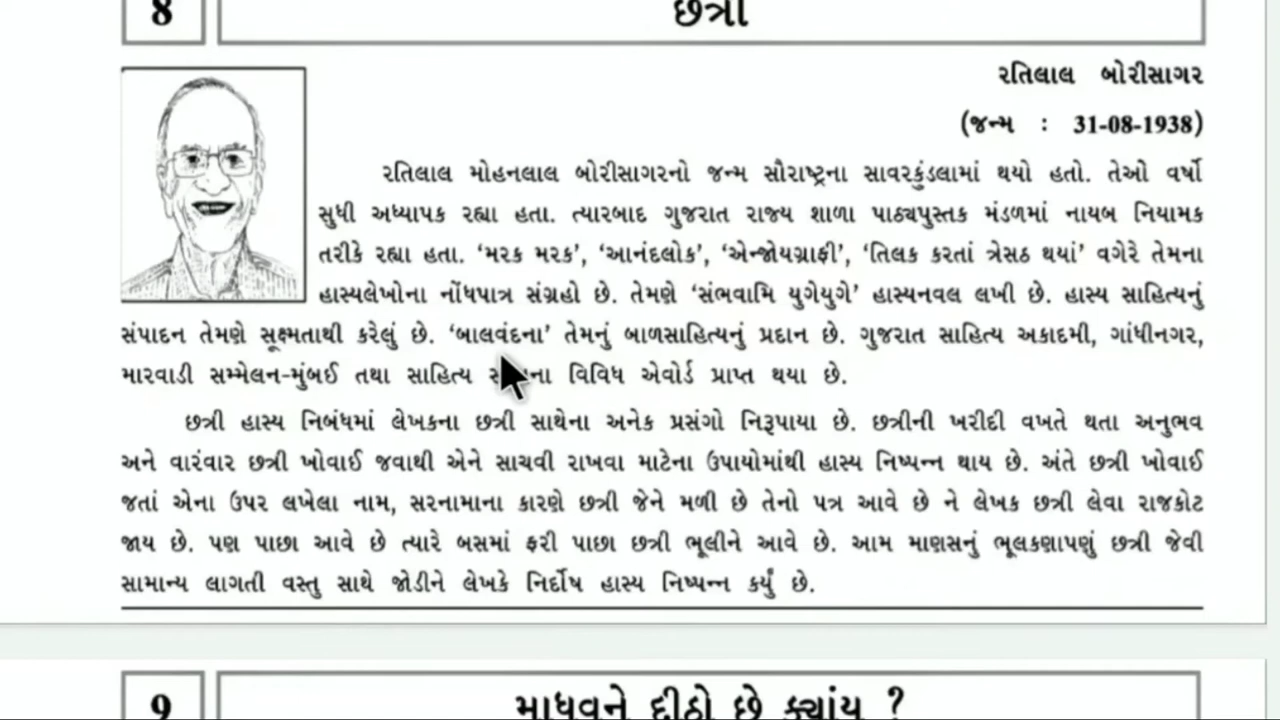 8
છત્રી
રતિલાલ બોરીસાગર
(જન્મ : 31-08-1938)
રતિલાલ મોહનલાલ બોરીસાગરનો જન્મ સૌરાષ્ટ્રના સાવરકુંડલામાં થયો હતો. તેઓ વર્ષો
સુધી અધ્યાપક રહ્યા હતા. ત્યારબાદ ગુજરાત રાજ્ય શાળા પાઠ્યપુસ્તક મંડળમાં નાયબ નિયામક
તરીકે રહ્યા હતા. ‘મરક મરક’, ‘આનંદલોક’, ‘એન્જોયગ્રાફી’, ‘તિલક કરતાં ત્રેસઠ થયાં’ વગેરે તેમના
હાસ્યલેખોના નોંધપાત્ર સંગ્રહો છે. તેમણે ‘સંભવામિ યુગેયુગે’ હાસ્યનવલ લખી છે. હાસ્ય સાહિત્યનું
સંપાદન તેમણે સૂક્ષ્મતાથી કરેલું છે. ‘બાલવંદના’ તેમનું બાળસાહિત્યનું પ્રદાન છે. ગુજરાત સાહિત્ય અકાદમી, ગાંધીનગર,
મારવાડી સમ્મેલન-મુંબઈ તથા સાહિત્ય વિવિધ એવોર્ડ પ્રાપ્ત થયા છે.
છત્રી હાસ્ય નિબંધમાં લેખકના છત્રી સાથેના અનેક પ્રસંગો નિરૂપાયા છે. છત્રીની ખરીદી વખતે થતા અનુભવ
અને વારંવાર છત્રી ખોવાઈ જવાથી એને સાચવી રાખવા માટેના ઉપાયોમાંથી હાસ્ય નિષ્પન્ન થાય છે. અંતે છત્રી ખોવાઈ
જતાં એના ઉપર લખેલા નામ, સરનામાના કારણે છત્રી જેને મળી છે તેનો પત્ર આવે છે ને લેખક છત્રી લેવા રાજકોટ
જાય છે. પણ પાછા આવે છે ત્યારે બસમાં ફરી પાછા છત્રી ભૂલીને આવે છે. આમ માણસનું ભૂલકણાપણું છત્રી જેવી
સામાન્ય લાગતી વસ્તુ સાથે જોડીને લેખકે નિર્દોષ હાસ્ય નિષ્પન્ન કર્યું છે.
9
માધવને દીઠો છે ક્યાંય ?